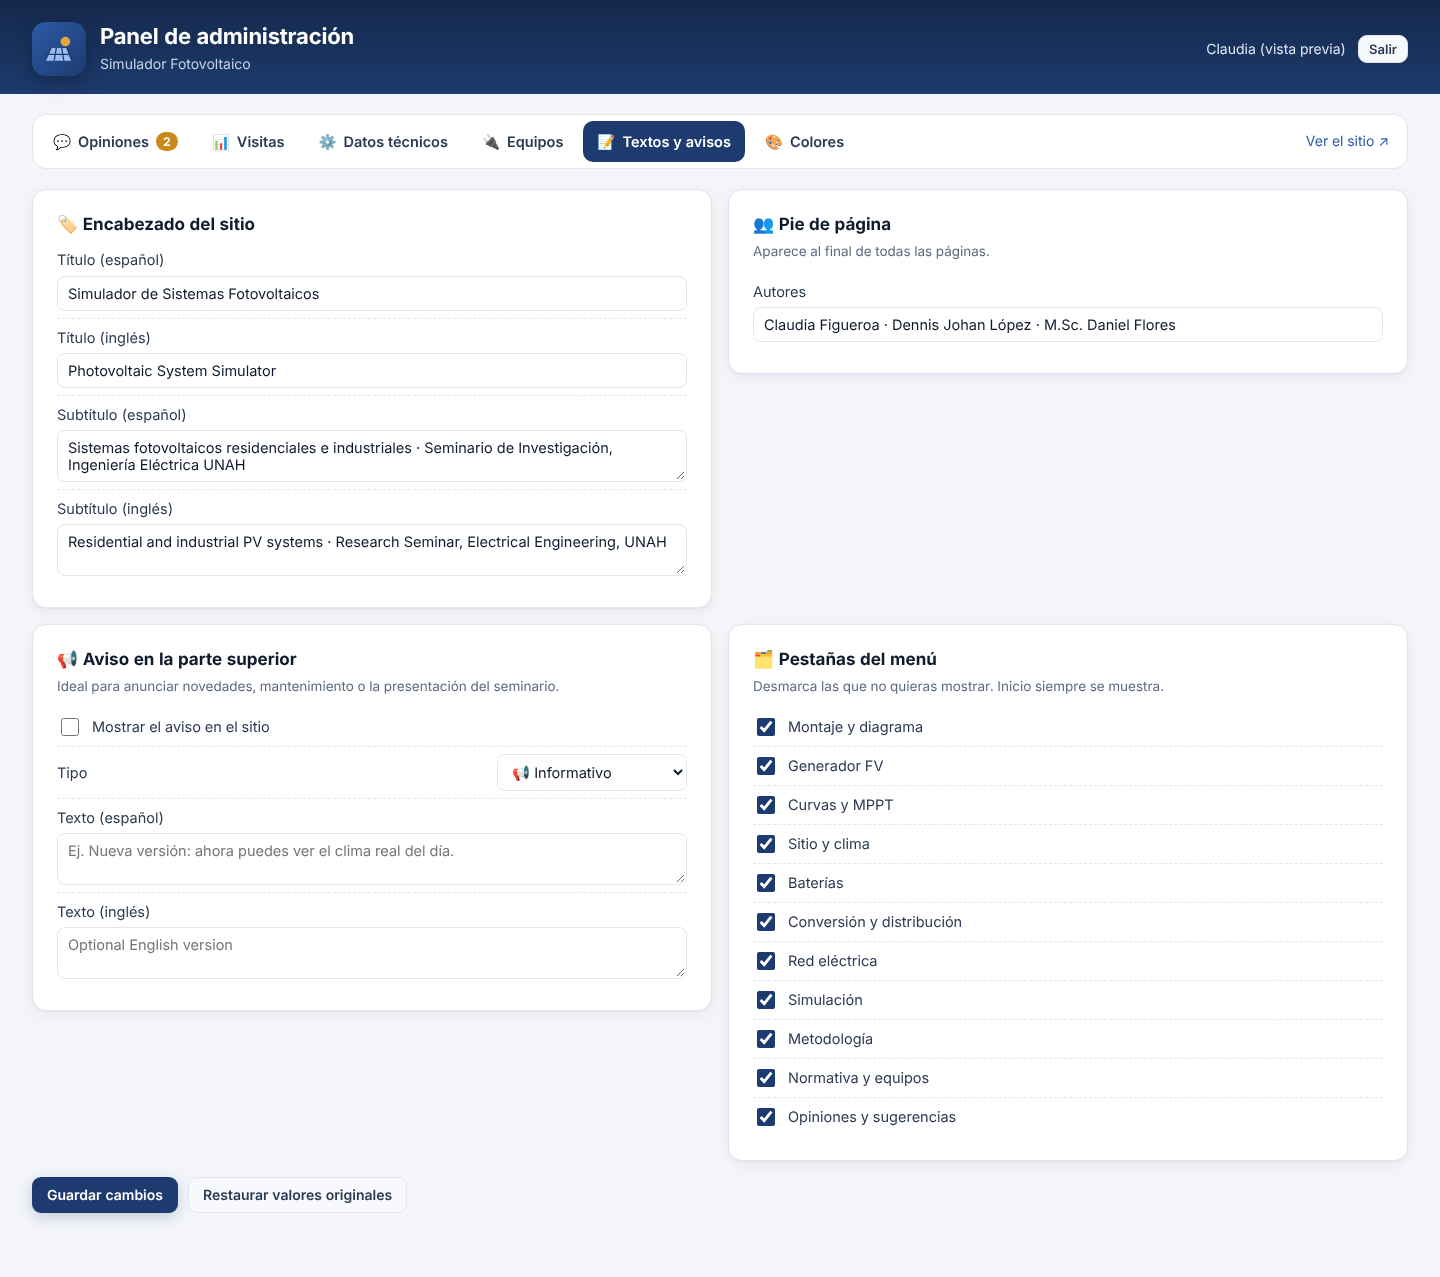 Panel de administración
Simulador Fotovoltaico
Claudia (vista previa)
Salir
Opiniones 2
Visitas
Datos técnicos
Equipos
Textos y avisos
Colores
Ver el sitio ↗
Encabezado del sitio
Título (español)
Simulador de Sistemas Fotovoltaicos
Título (inglés)
Photovoltaic System Simulator
Subtítulo (español)
Sistemas fotovoltaicos residenciales e industriales · Seminario de Investigación,
Ingeniería Eléctrica UNAH
Subtítulo (inglés)
Residential and industrial PV systems · Research Seminar, Electrical Engineering, UNAH
Pie de página
Aparece al final de todas las páginas.
Autores
Claudia Figueroa · Dennis Johan López · M.Sc. Daniel Flores
Aviso en la parte superior
Ideal para anunciar novedades, mantenimiento o la presentación del seminario.
Mostrar el aviso en el sitio
Tipo
Informativo
Texto (español)
Ej. Nueva versión: ahora puedes ver el clima real del día.
Texto (inglés)
Optional English version
Pestañas del menú
Desmarca las que no quieras mostrar. Inicio siempre se muestra.
Montaje y diagrama
Generador FV
Curvas y MPPT
Sitio y clima
Baterías
Conversión y distribución
Red eléctrica
Simulación
Metodología
Normativa y equipos
Opiniones y sugerencias
Guardar cambios
Restaurar valores originales